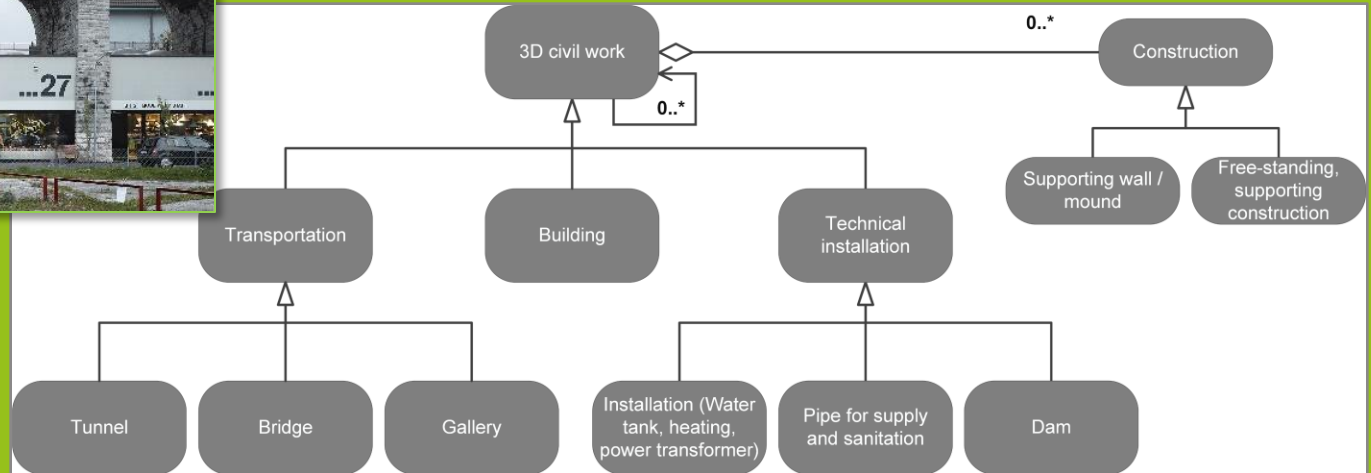 ...27
3D civil work
0..*
Construction
0..*
Supporting wall /
mound
Free-standing,
supporting
construction
Transportation
Building
Technical
installation
Tunnel
Bridge
Gallery
Installation (Water
tank, heating,
power transformer)
Pipe for supply
and sanitation
Dam